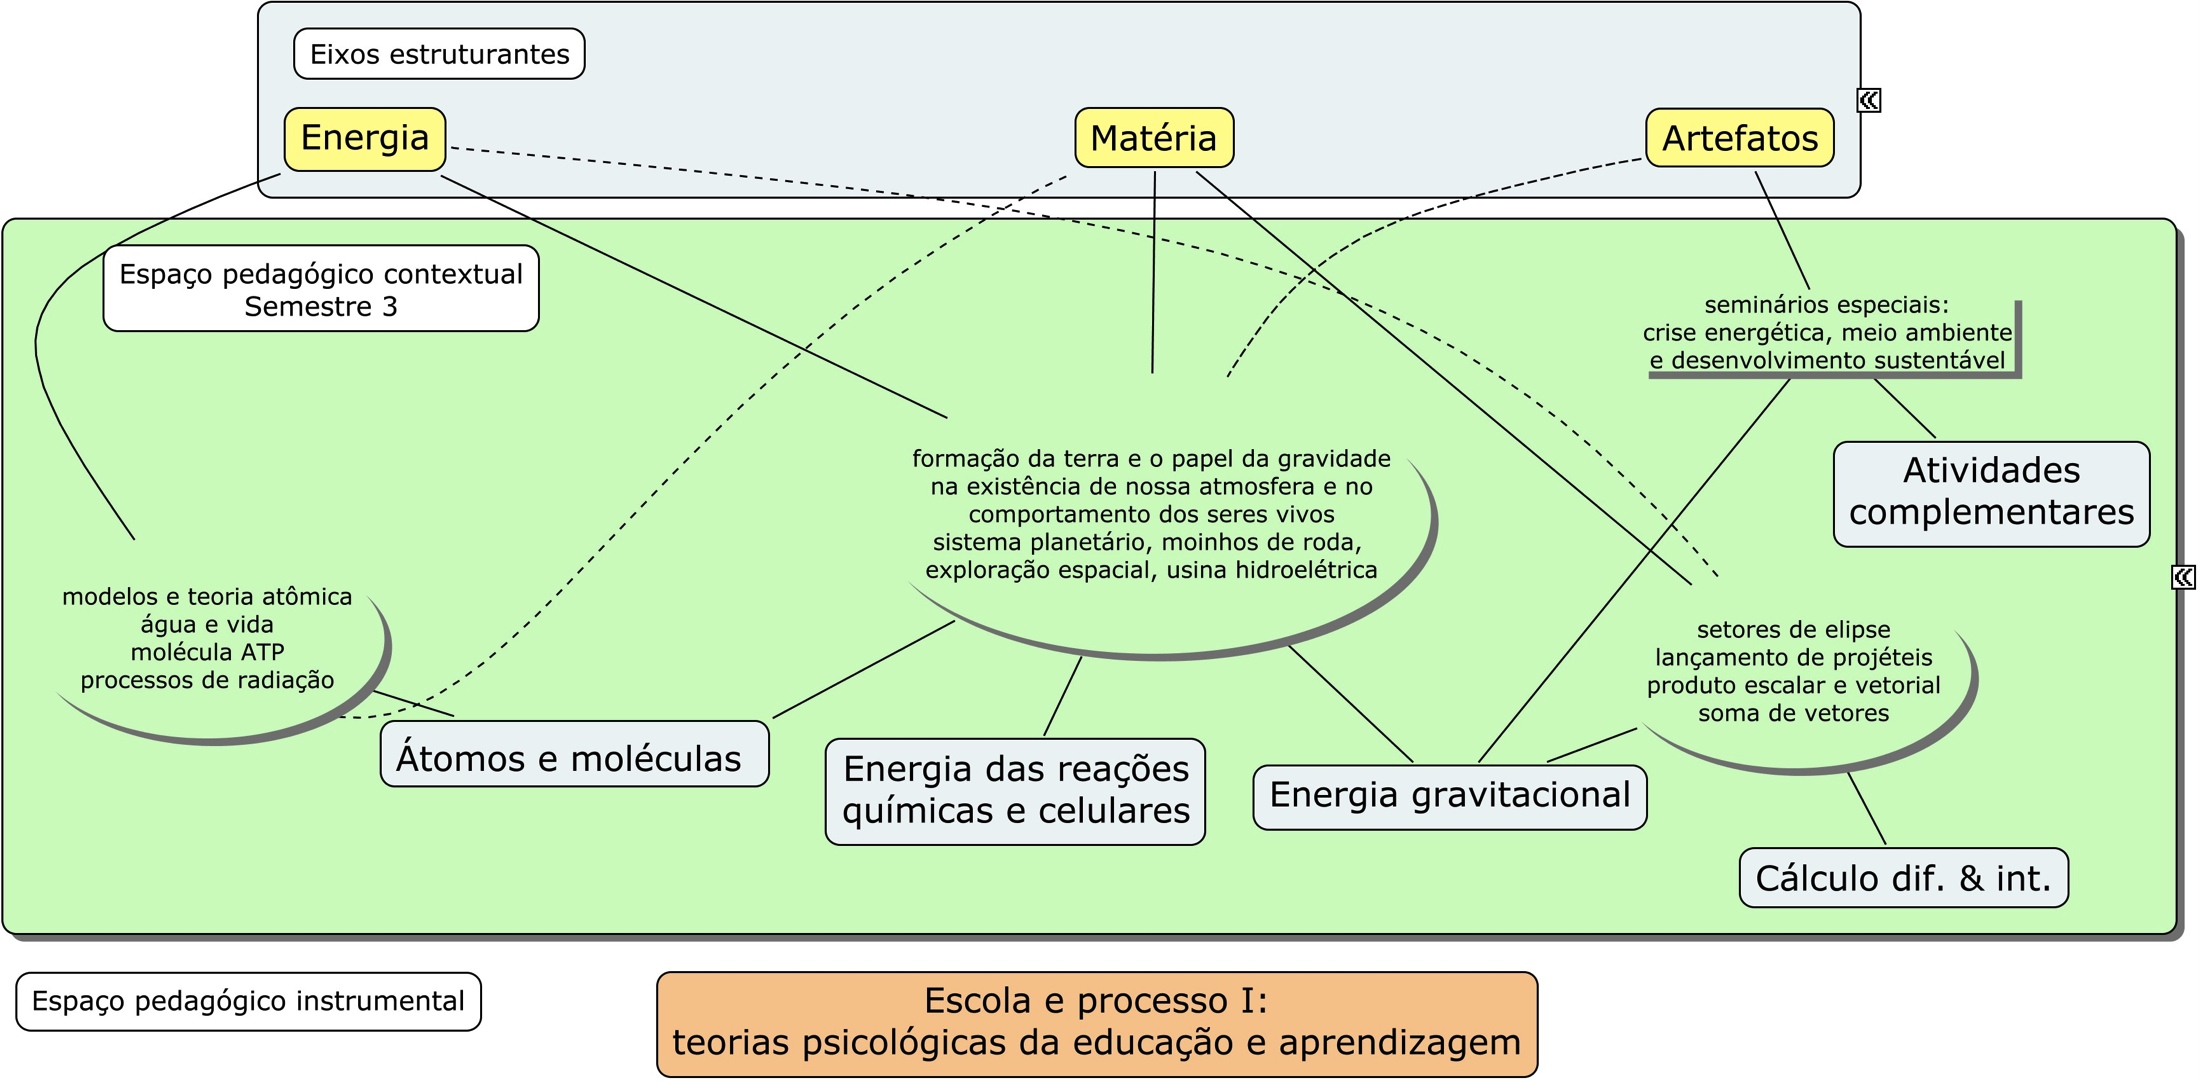 Eixos estruturantes
Energia
Matéria
Artefatos
Espaço pedagógico contextual
Semestre 3
seminários especiais:
crise energética, meio ambiente
e desenvolvimento sustentável
Atividades
complementares
formação da terra e o papel da gravidade
na existência de nossa atmosfera e no
comportamento dos seres vivos
sistema planetário, moinhos de roda,
exploração espacial, usina hidroelétrica
modelos e teoria atômica
água e vida
molécula ATP
processos de radiação
setores de elipse
lançamento de projéteis
produto escalar e vetorial
soma de vetores
Átomos e moléculas
Energia das reações
químicas e celulares
Energia gravitacional
Cálculo dif. & int.
Espaço pedagógico instrumental
Escola e processo I:
teorias psicológicas da educação e aprendizagem